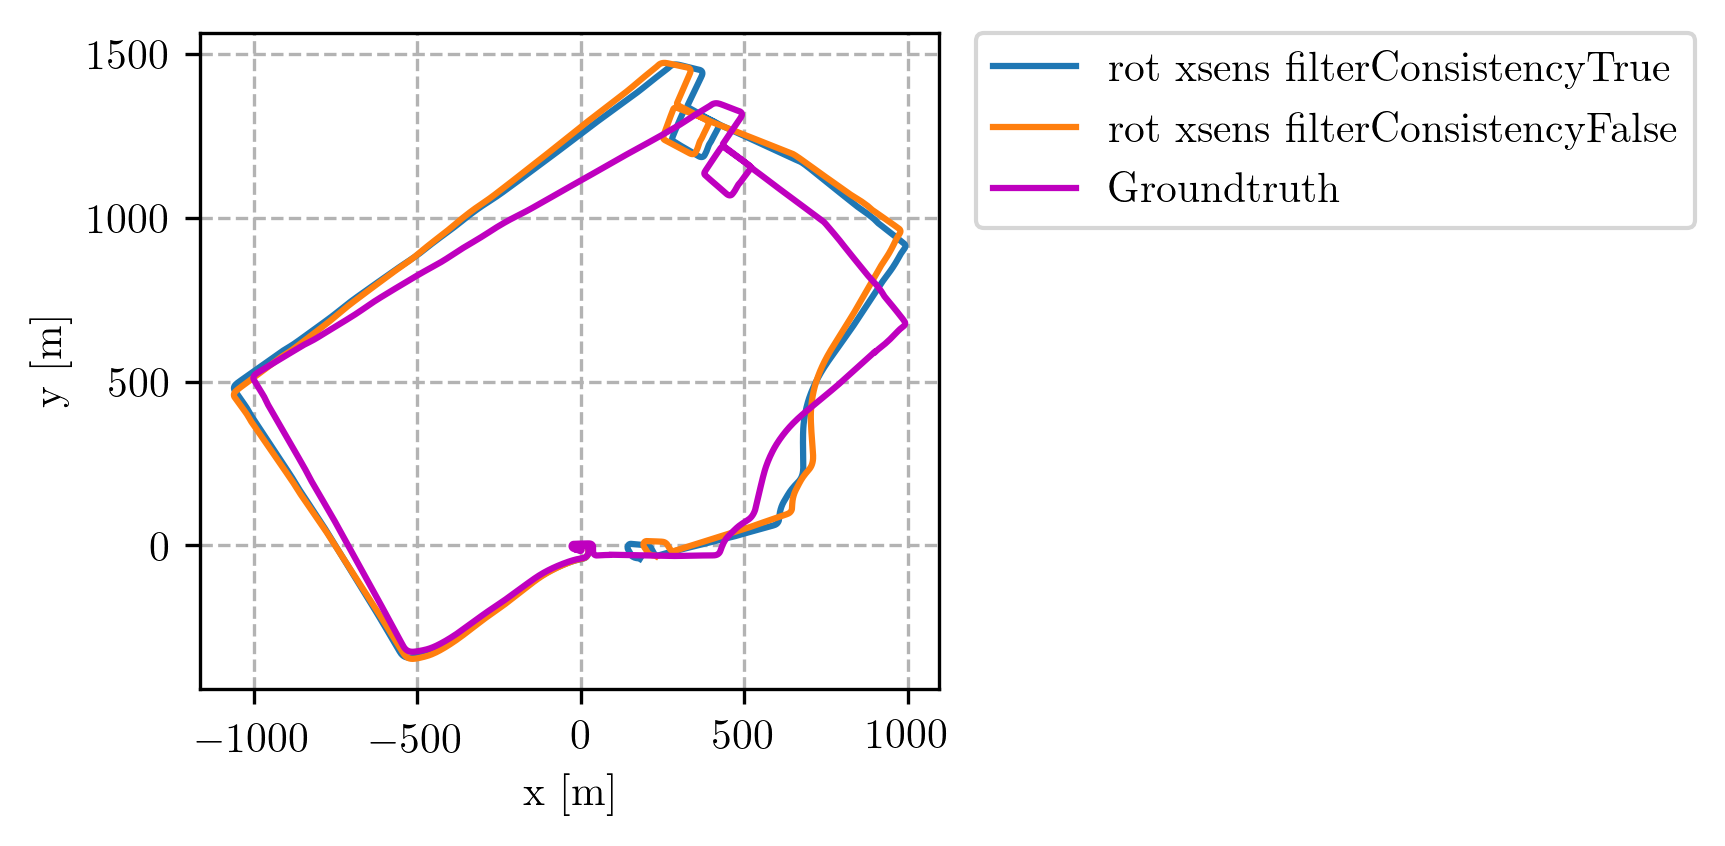 1500
1000
500
0
y [m]
−1000
−500
0
500
1000
x [m]
rot xsens filterConsistencyTrue
rot xsens filterConsistencyFalse
Groundtruth